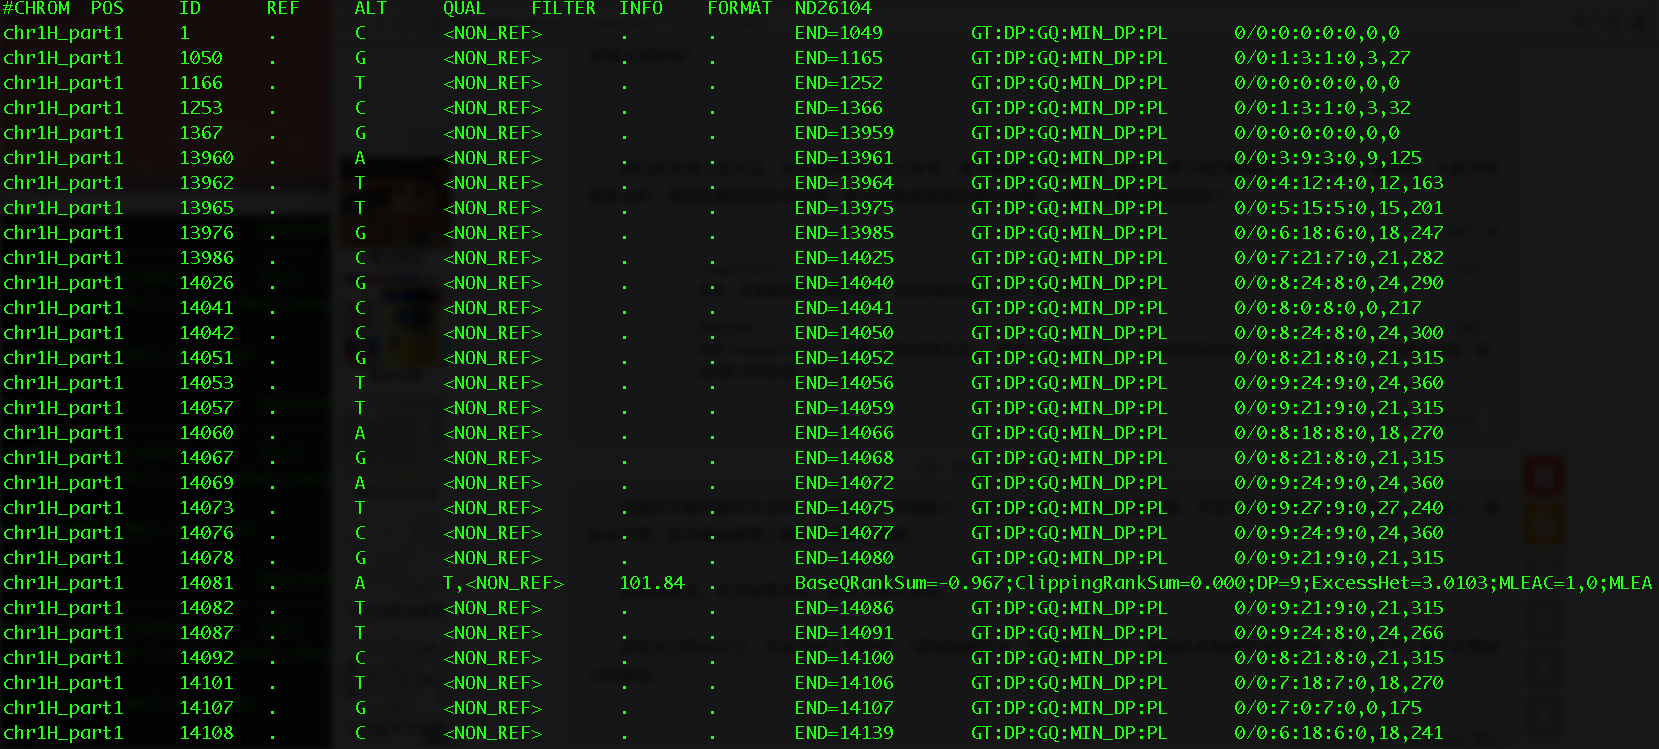 #CHROM POS ID REF ALT QUAL FILTER INFO FORMAT ND26104
chr1H_part1 1 . C <NON_REF> . . END=1049 GT:DP:GQ:MIN_DP:PL 0/0:0:0:0:0,0,0
chr1H_part1 1050 . G <NON_REF> . . END=1165 GT:DP:GQ:MIN_DP:PL 0/0:1:3:1:0,3,27
chr1H_part1 1166 . T <NON_REF> . . END=1252 GT:DP:GQ:MIN_DP:PL 0/0:0:0:0:0,0,0
chr1H_part1 1253 . C <NON_REF> . . END=1366 GT:DP:GQ:MIN_DP:PL 0/0:1:3:1:0,3,32
chr1H_part1 1367 . G <NON_REF> . . END=13959 GT:DP:GQ:MIN_DP:PL 0/0:0:0:0:0,0,0
chr1H_part1 13960 . A <NON_REF> . . END=13961 GT:DP:GQ:MIN_DP:PL 0/0:3:9:3:0,9,125
chr1H_part1 13962 . T <NON_REF> . . END=13964 GT:DP:GQ:MIN_DP:PL 0/0:4:12:4:0,12,163
chr1H_part1 13965 . T <NON_REF> . . END=13975 GT:DP:GQ:MIN_DP:PL 0/0:5:15:5:0,15,201
chr1H_part1 13976 . G <NON_REF> . . END=13985 GT:DP:GQ:MIN_DP:PL 0/0:6:18:6:0,18,247
chr1H_part1 13986 . C <NON_REF> . . END=14025 GT:DP:GQ:MIN_DP:PL 0/0:7:21:7:0,21,282
chr1H_part1 14026 . G <NON_REF> . . END=14040 GT:DP:GQ:MIN_DP:PL 0/0:8:24:8:0,24,290
chr1H_part1 14041 . C <NON_REF> . . END=14041 GT:DP:GQ:MIN_DP:PL 0/0:8:0:8:0,0,217
chr1H_part1 14042 . C <NON_REF> . . END=14050 GT:DP:GQ:MIN_DP:PL 0/0:8:24:8:0,24,300
chr1H_part1 14051 . G <NON_REF> . . END=14052 GT:DP:GQ:MIN_DP:PL 0/0:8:21:8:0,21,315
chr1H_part1 14053 . T <NON_REF> . . END=14056 GT:DP:GQ:MIN_DP:PL 0/0:9:24:9:0,24,360
chr1H_part1 14057 . T <NON_REF> . . END=14059 GT:DP:GQ:MIN_DP:PL 0/0:9:21:9:0,21,315
chr1H_part1 14060 . A <NON_REF> . . END=14066 GT:DP:GQ:MIN_DP:PL 0/0:8:18:8:0,18,270
chr1H_part1 14067 . G <NON_REF> . . END=14068 GT:DP:GQ:MIN_DP:PL 0/0:8:21:8:0,21,315
chr1H_part1 14069 . A <NON_REF> . . END=14072 GT:DP:GQ:MIN_DP:PL 0/0:9:24:9:0,24,360
chr1H_part1 14073 . T <NON_REF> . . END=14075 GT:DP:GQ:MIN_DP:PL 0/0:9:27:9:0,27,240
chr1H_part1 14076 . C <NON_REF> . . END=14077 GT:DP:GQ:MIN_DP:PL 0/0:9:24:9:0,24,360
chr1H_part1 14078 . G <NON_REF> . . END=14080 GT:DP:GQ:MIN_DP:PL 0/0:9:21:9:0,21,315
chr1H_part1 14081 . A T,<NON_REF> 101.84 . BaseQRankSum=-0.967;ClippingRankSum=0.000;DP=9;ExcessHet=3.0103;MLEAC=1,0;MLEA
chr1H_part1 14082 . T <NON_REF> . . END=14086 GT:DP:GQ:MIN_DP:PL 0/0:9:21:9:0,21,315
chr1H_part1 14087 . T <NON_REF> . . END=14091 GT:DP:GQ:MIN_DP:PL 0/0:9:24:8:0,24,266
chr1H_part1 14092 . C <NON_REF> . . END=14100 GT:DP:GQ:MIN_DP:PL 0/0:8:21:8:0,21,315
chr1H_part1 14101 . T <NON_REF> . . END=14106 GT:DP:GQ:MIN_DP:PL 0/0:7:18:7:0,18,270
chr1H_part1 14107 . G <NON_REF> . . END=14107 GT:DP:GQ:MIN_DP:PL 0/0:7:0:7:0,0,175
chr1H_part1 14108 . C <NON_REF> . . END=14139 GT:DP:GQ:MIN_DP:PL 0/0:6:18:6:0,18,241